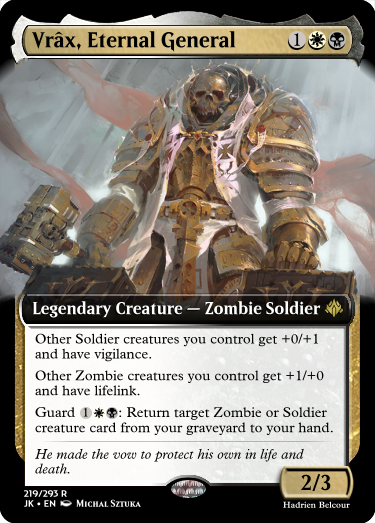 Vrâx, Eternal General 1
Legendary Creature — Zombie Soldier
Other Soldier creatures you control get +0/+1
and have vigilance.
Other Zombie creatures you control get +1/+0
and have lifelink.
Guard 1: Return target Zombie or Soldier
creature card from your graveyard to your hand.
He made the vow to protect his own in life and
death.
2/3
219/293 R
JK • EN Michal Sztuka
Hadrien Belcour